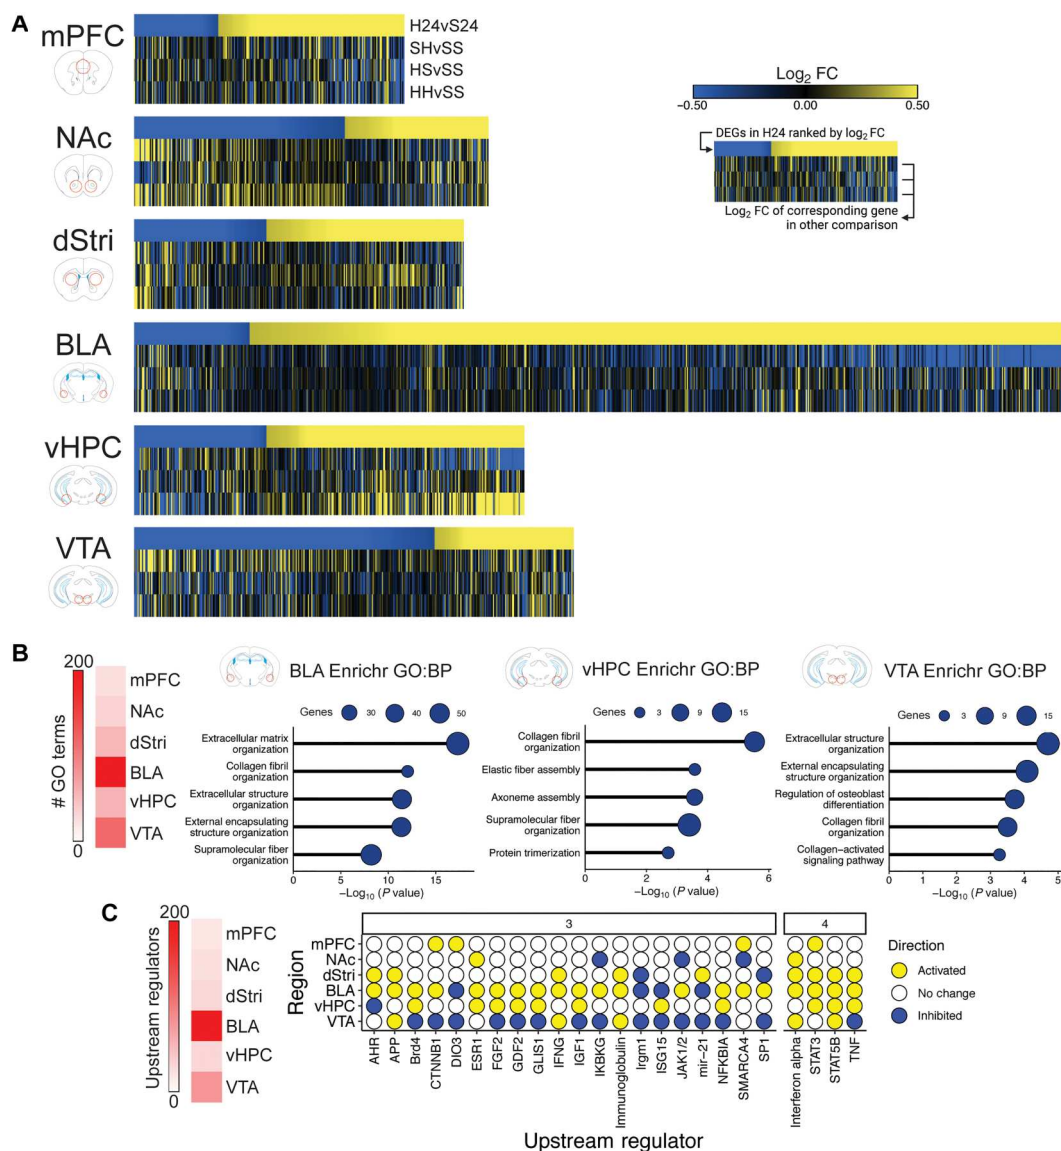 A
mPFC
H24vS24
SHvSS
HSvSS
HHvSS
Log2 FC
−0.50 0.00 0.50
DEGs in H24 ranked by log2 FC
Log2 FC of corresponding gene
in other comparison
NAc
dStri
BLA
vHPC
VTA
B
200
# GO terms
0
mPFC
NAc
dStri
BLA
vHPC
VTA
BLA Enrichr GO:BP
Genes 30 40 50
Extracellular matrix
organization
Collagen fibril
organization
Extracellular structure
organization
External encapsulating
structure organization
Supramolecular fiber
organization
0 5 10 15
−Log10 (P value)
vHPC Enrichr GO:BP
Genes 3 9 15
Collagen fibril
organization
Elastic fiber assembly
Axoneme assembly
Supramolecular fiber
organization
Protein trimerization
0 2 4 6
−Log10 (P value)
VTA Enrichr GO:BP
Genes 3 9 15
Extracellular structure
organization
External encapsulating
structure organization
Regulation of osteoblast
differentiation
Collagen fibril
organization
Collagen−activated
signaling pathway
0 1 2 3 4 5
−Log10 (P value)
C
200
Upstream regulators
0
mPFC
NAc
dStri
BLA
vHPC
VTA
3 4
Region
mPFC
NAc
dStri
BLA
vHPC
VTA
AHR
APP
Brd4
CTNNB1
DIO3
ESR1
FGF2
GDF2
GLIS1
IFNG
IGF1
IKBKG
Immunoglobulin
Irgm1
ISG15
JAK1/2
mir−21
NFKBIA
SMARCA4
SP1
Interferon alpha
STAT3
STAT5B
TNF
Upstream regulator
Direction
Activated
No change
Inhibited